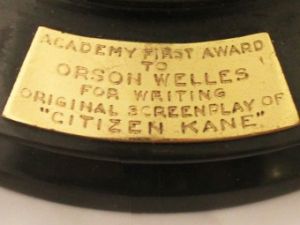 ACADEMY FIRST AWARD
TO
ORSON WELLES
FOR WRITING
ORIGINAL SCREENPLAY OF
"CITIZEN KANE"